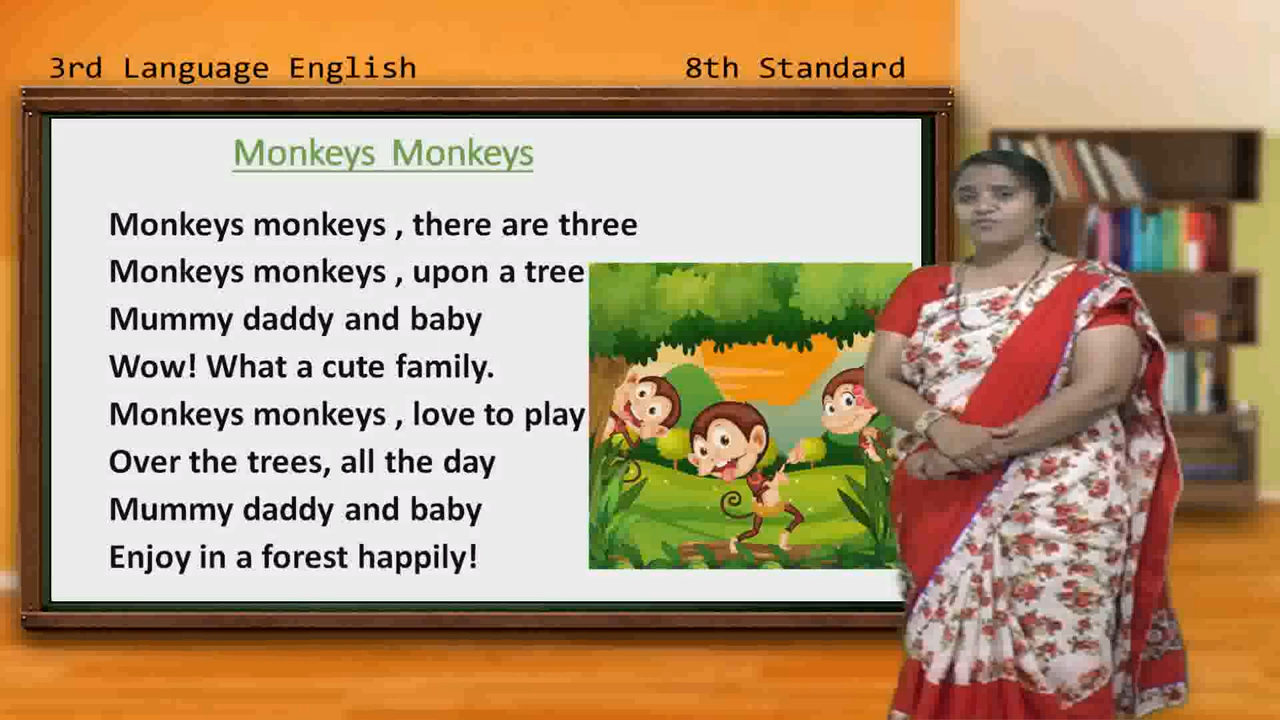 3rd Language English
8th Standard
Monkeys Monkeys
Monkeys monkeys , there are three
Monkeys monkeys , upon a tree
Mummy daddy and baby
Wow! What a cute family.
Monkeys monkeys , love to play
Over the trees, all the day
Mummy daddy and baby
Enjoy in a forest happily!